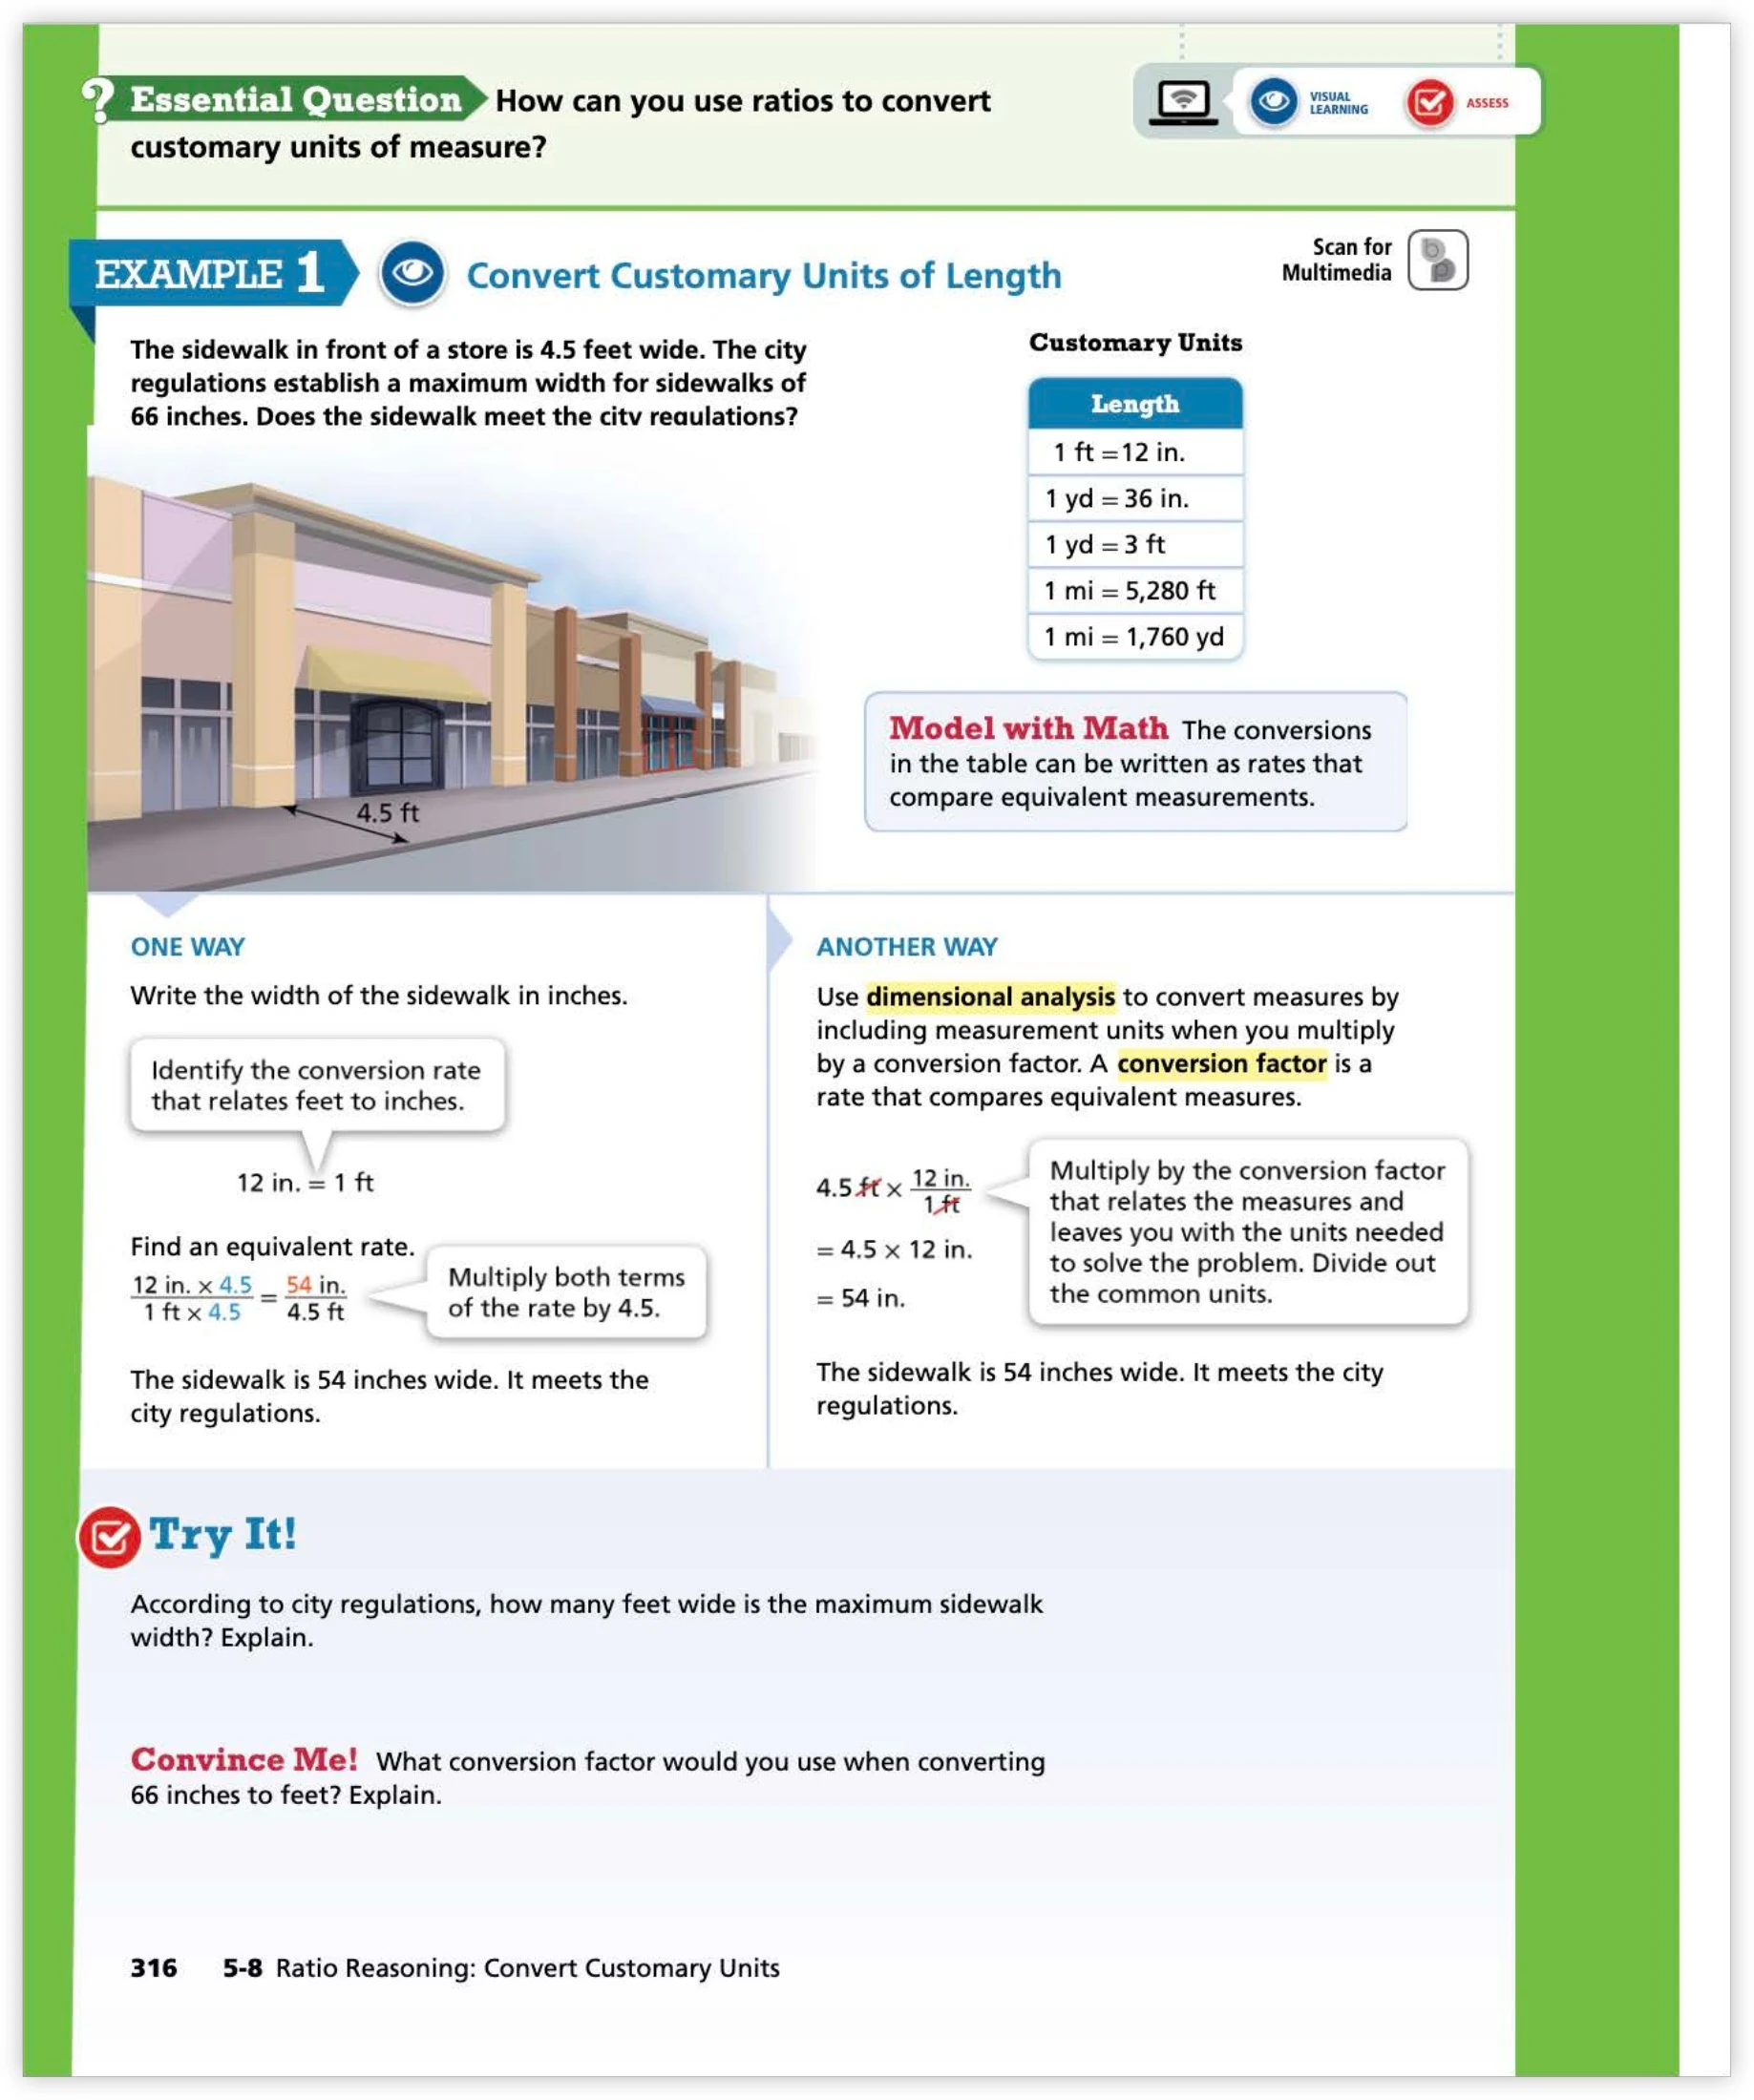 ? Essential Question How can you use ratios to convert
customary units of measure?
VISUAL
LEARNING
ASSESS
EXAMPLE 1 Convert Customary Units of Length
Scan for
Multimedia
The sidewalk in front of a store is 4.5 feet wide. The city
regulations establish a maximum width for sidewalks of
66 inches. Does the sidewalk meet the city regulations?
4.5 ft
Customary Units
Length
1 ft = 12 in.
1 yd = 36 in.
1 yd = 3 ft
1 mi = 5,280 ft
1 mi = 1,760 yd
Model with Math The conversions
in the table can be written as rates that
compare equivalent measurements.
ONE WAY
Write the width of the sidewalk in inches.
Identify the conversion rate
that relates feet to inches.
12 in. = 1 ft
Find an equivalent rate.
12 in. × 4.5 / 1 ft × 4.5 = 54 in. / 4.5 ft
Multiply both terms
of the rate by 4.5.
The sidewalk is 54 inches wide. It meets the
city regulations.
ANOTHER WAY
Use dimensional analysis to convert measures by
including measurement units when you multiply
by a conversion factor. A conversion factor is a
rate that compares equivalent measures.
4.5 ft × 12 in. / 1 ft
= 4.5 × 12 in.
= 54 in.
Multiply by the conversion factor
that relates the measures and
leaves you with the units needed
to solve the problem. Divide out
the common units.
The sidewalk is 54 inches wide. It meets the city
regulations.
Try It!
According to city regulations, how many feet wide is the maximum sidewalk
width? Explain.
Convince Me! What conversion factor would you use when converting
66 inches to feet? Explain.
316 5-8 Ratio Reasoning: Convert Customary Units